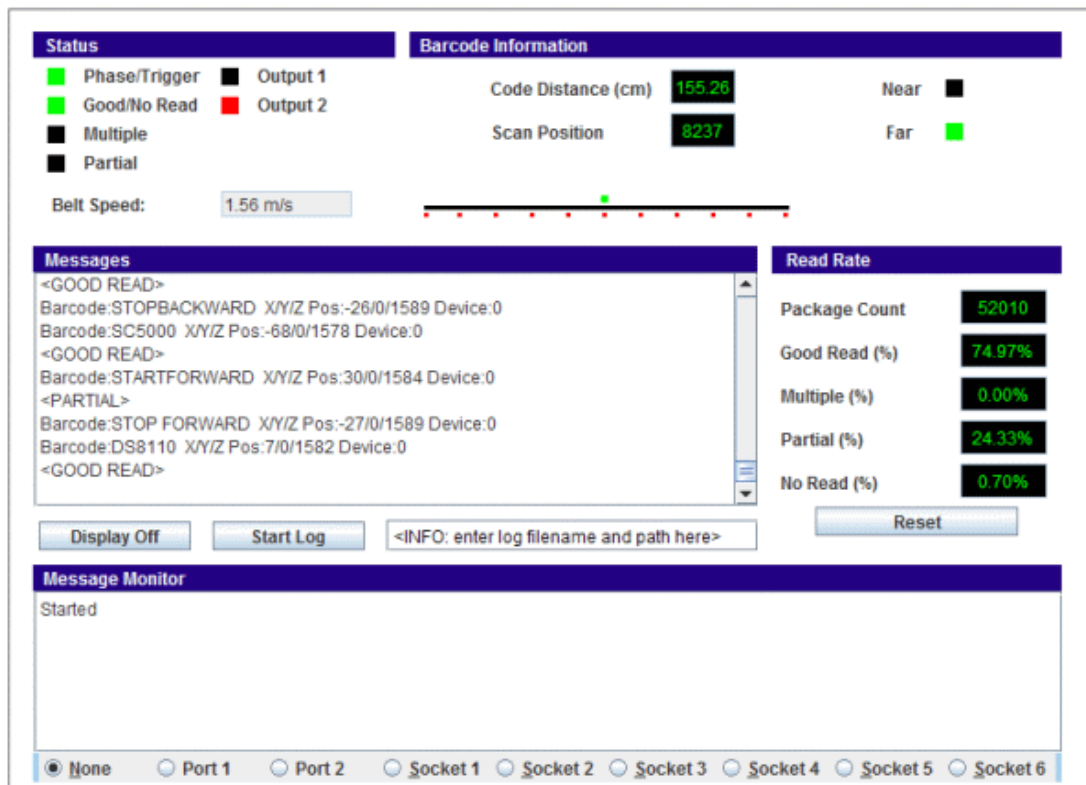 Status
Phase/Trigger Output 1
Good/No Read Output 2
Multiple
Partial
Belt Speed: 1.56 m/s
Barcode Information
Code Distance (cm) 155.26 Near
Scan Position 8237 Far
Messages
<GOOD READ>
Barcode:STOPBACKWARD X/Y/Z Pos:-26/0/1589 Device:0
Barcode:SC5000 X/Y/Z Pos:-68/0/1578 Device:0
<GOOD READ>
Barcode:STARTFORWARD X/Y/Z Pos:30/0/1584 Device:0
<PARTIAL>
Barcode:STOP FORWARD X/Y/Z Pos:-27/0/1589 Device:0
Barcode:DS8110 X/Y/Z Pos:7/0/1582 Device:0
<GOOD READ>
Read Rate
Package Count 52010
Good Read (%) 74.97%
Multiple (%) 0.00%
Partial (%) 24.33%
No Read (%) 0.70%
Reset
Display Off Start Log <INFO: enter log filename and path here>
Message Monitor
Started
None Port 1 Port 2 Socket 1 Socket 2 Socket 3 Socket 4 Socket 5 Socket 6